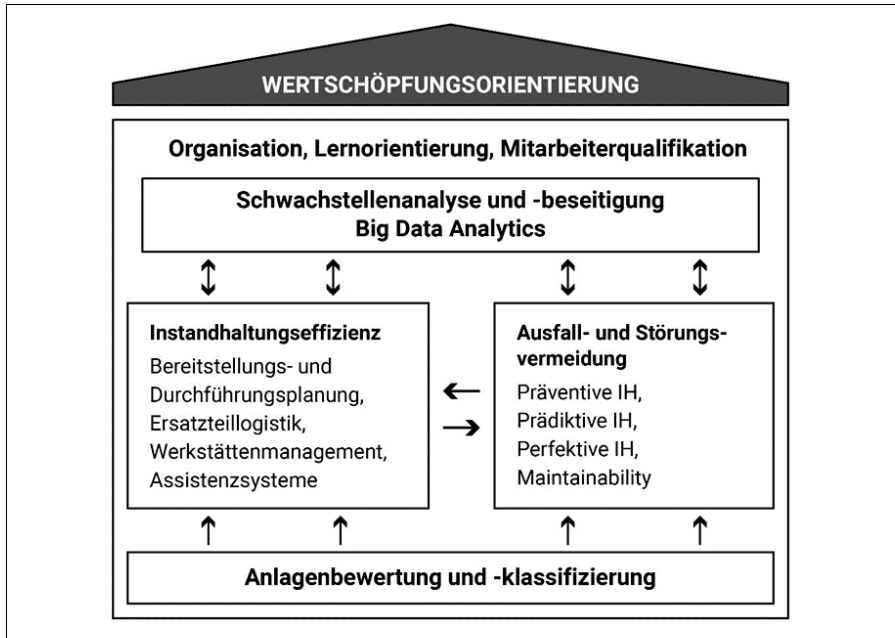 WERTSCHÖPFUNGSORIENTIERUNG
Organisation, Lernorientierung, Mitarbeiterqualifikation
Schwachstellenanalyse und -beseitigung
Big Data Analytics
Instandhaltungseffizienz
Bereitstellungs- und
Durchführungsplanung,
Ersatzteillogistik,
Werkstättenmanagement,
Assistenzsysteme
Ausfall- und Störungs-
vermeidung
Präventive IH,
Prädiktive IH,
Perfektive IH,
Maintainability
Anlagenbewertung und -klassifizierung